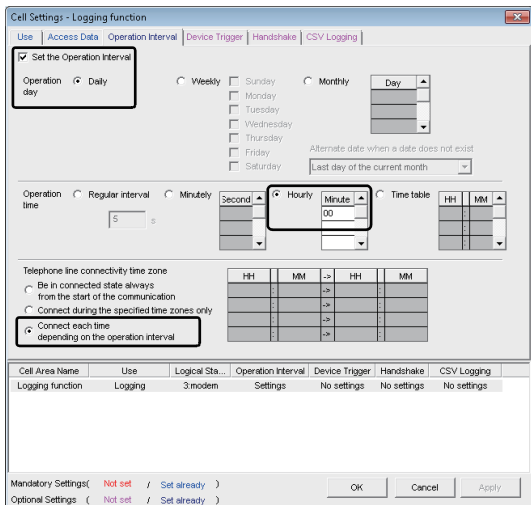 Cell Settings - Logging function
Use Access Data Operation Interval Device Trigger Handshake CSV Logging
Set the Operation Interval
Operation day Daily Weekly Sunday Monthly Day
Monday
Tuesday
Wednesday
Thursday
Friday Alternate date when a date does not exist
Saturday Last day of the current month
Operation time Regular interval Minutely Second Hourly Minute Time table HH : MM
5 s 00
Telephone line connectivity time zone
HH : MM -> HH : MM
Be in connected state always
from the start of the communication
: -> :
Connect during the specified time zones only
: -> :
Connect each time
depending on the operation interval
: -> :
Cell Area Name Use Logical Sta... Operation Interval Device Trigger Handshake CSV Logging
Logging function Logging 3:modem Settings No settings No settings No settings
Mandatory Settings( Not set / Set already )
Optional Settings ( Not set / Set already )
OK Cancel Apply